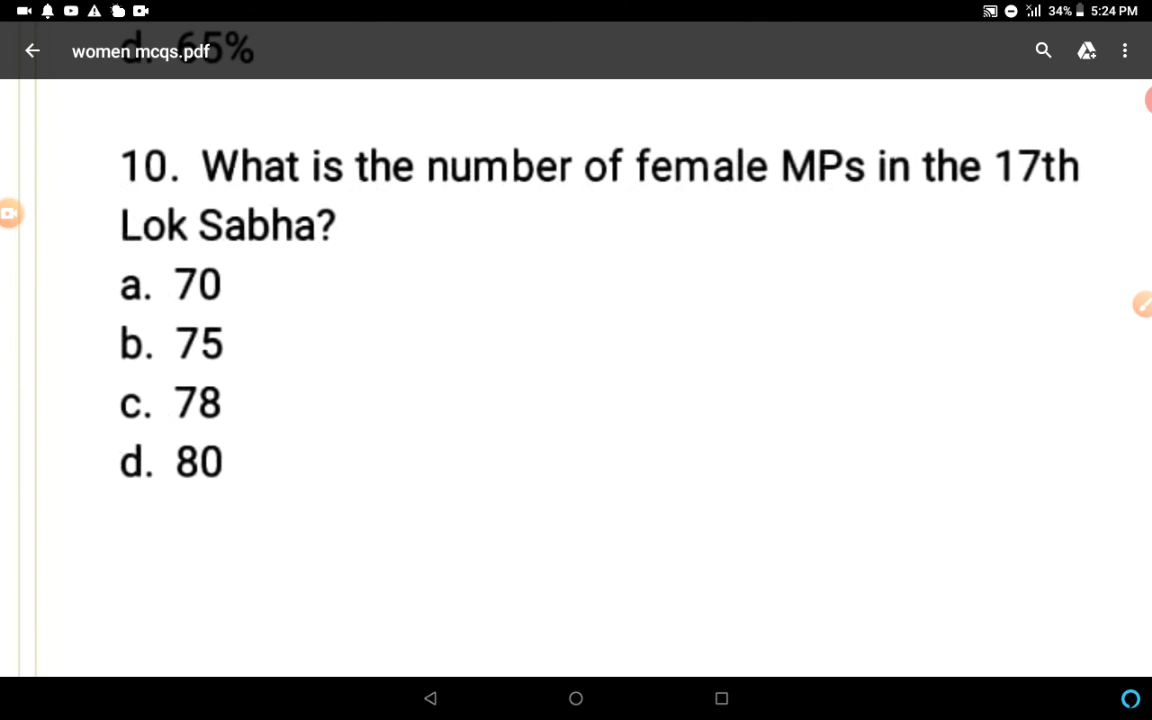 34% 5:24 PM
d. 65%
women mcqs.pdf
10. What is the number of female MPs in the 17th
Lok Sabha?
a. 70
b. 75
c. 78
d. 80